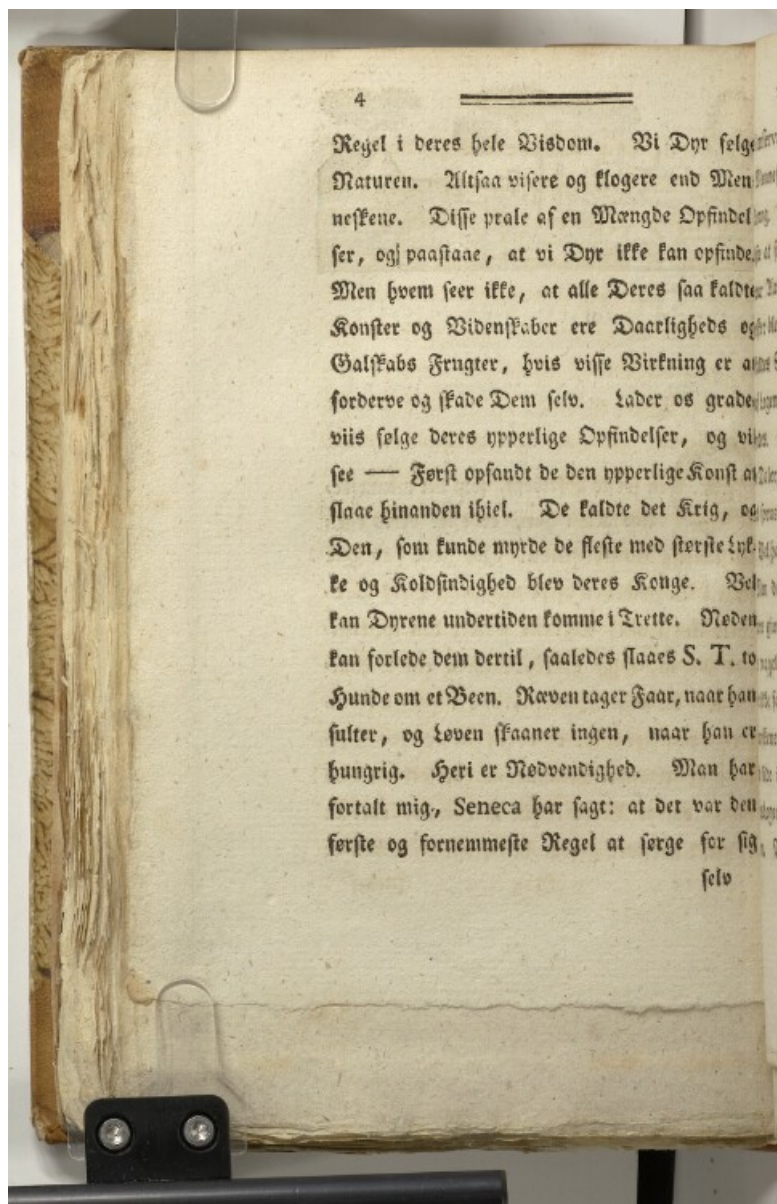 4
Regel i deres hele Visdom. Vi Dyr følge
Naturen. Altsaa visere og klogere end Men
neskene. Disse prale af en Mængde Opfindel
ser, og paastaae, at vi Dyr ikke kan opfinde.
Men hvem seer ikke, at alle Deres saa kaldte
Konster og Videnskaber ere Daarligheds og
Galskabs Frugter, hvis visse Virkning er at
forderve og skade Dem selv. Lader os grade
viis følge deres ypperlige Opfindelser, og vi
see — Først opfandt de den ypperlige Konst at
slaae hinanden ihiel. De kaldte det Krig, og
Den, som kunde myrde de fleste med største Lyk-
ke og Koldsindighed blev deres Konge. Vel
kan Dyrene undertiden komme i Trette. Nøden
kan forlede dem dertil, saaledes slaaes S. T. to
Hunde om et Been. Ræven tager Faar, naar han
sulter, og Løven skaaner ingen, naar han er
hungrig. Heri er Nødvendighed. Man har
fortalt mig, Seneca har sagt: at det var den
første og fornemmeste Regel at sørge for sig
selv